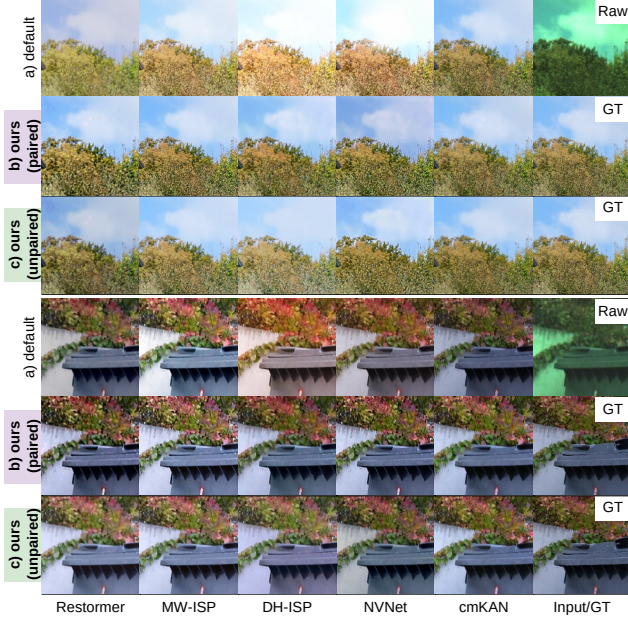 a) default
Raw
b) ours
(paired)
GT
c) ours
(unpaired)
GT
a) default
Raw
b) ours
(paired)
GT
c) ours
(unpaired)
GT
Restormer MW-ISP DH-ISP NVNet cmKAN Input/GT